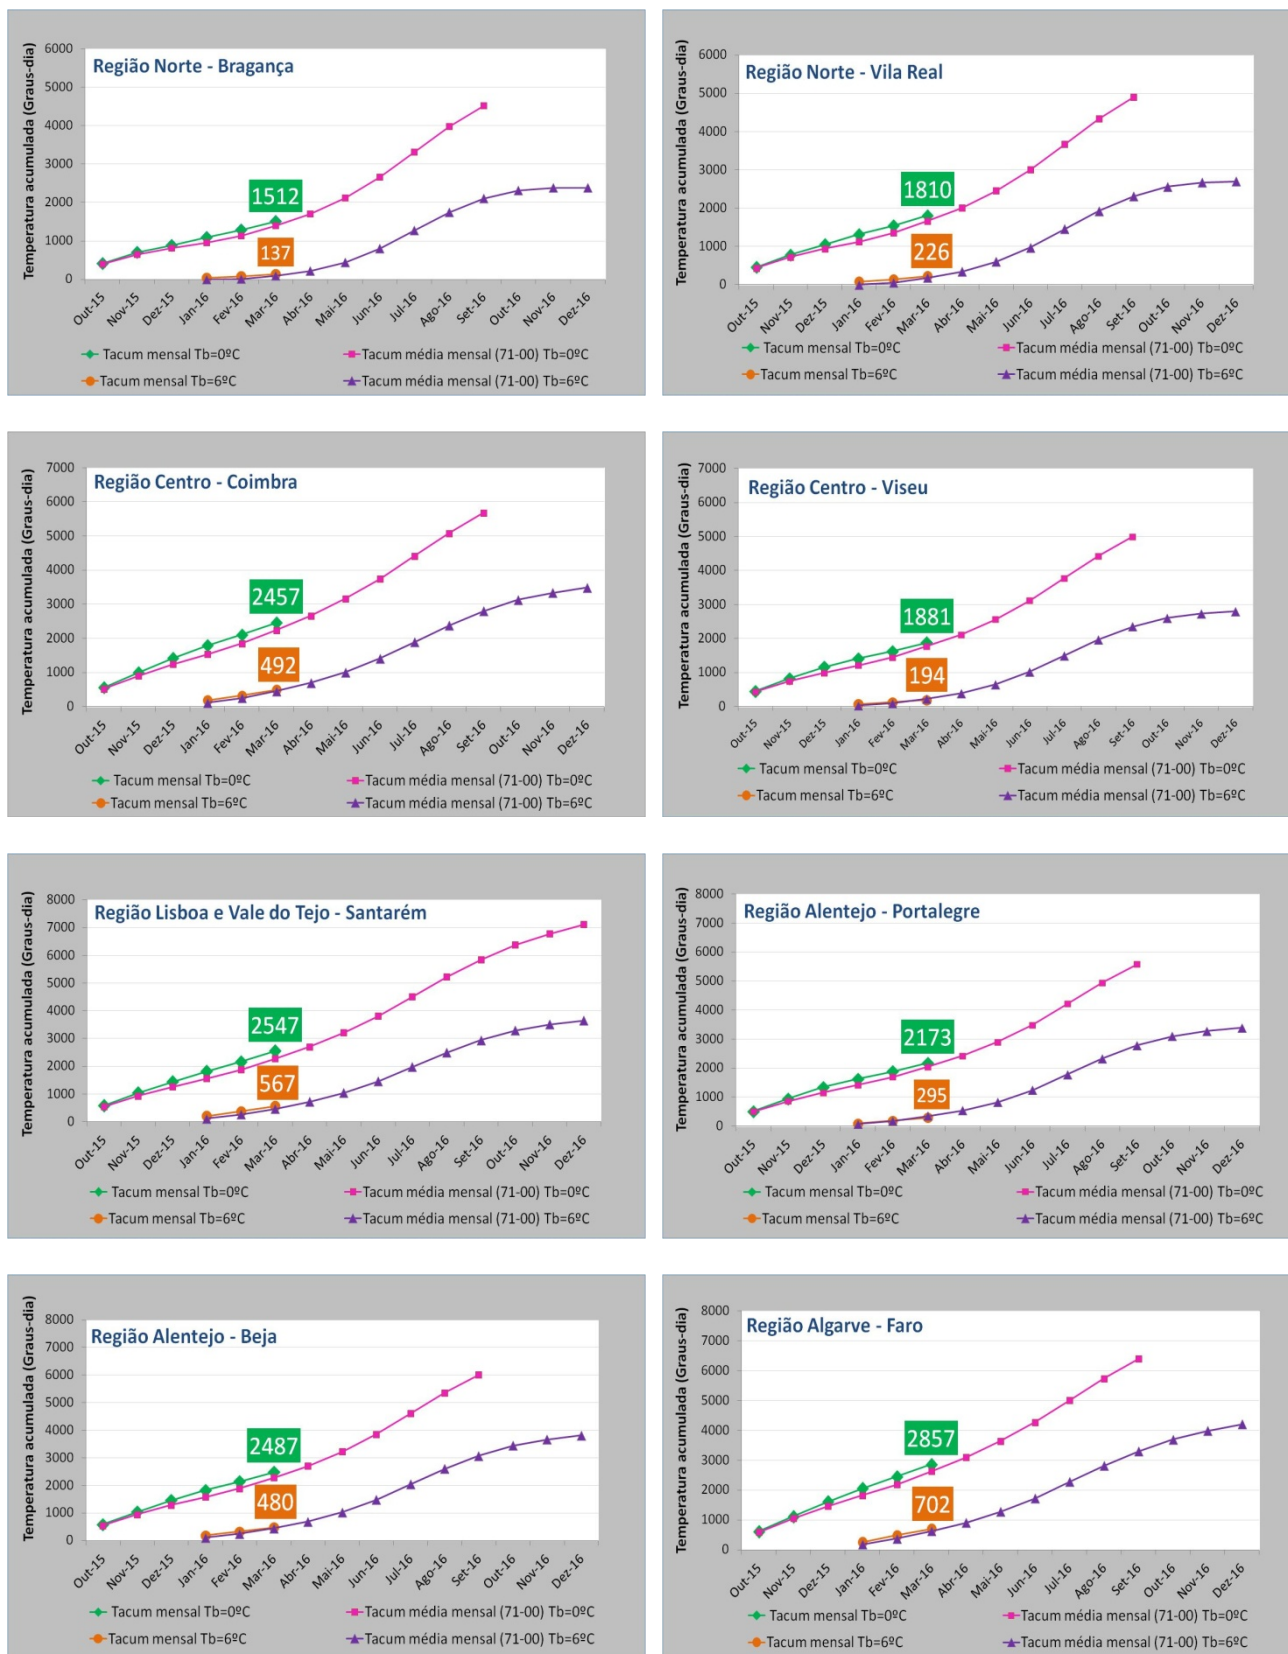 Região Norte - Bragança
Temperatura acumulada (Graus-dia)
6000
5000
4000
3000
2000
1000
0
1512
137
Out-15 Nov-15 Dez-15 Jan-16 Fev-16 Mar-16 Abr-16 Mai-16 Jun-16 Jul-16 Ago-16 Set-16 Out-16 Nov-16 Dez-16
Tacum mensal Tb=0ºC Tacum média mensal (71-00) Tb=0ºC
Tacum mensal Tb=6ºC Tacum média mensal (71-00) Tb=6ºC
Região Norte - Vila Real
Temperatura acumulada (Graus-dia)
6000
5000
4000
3000
2000
1000
0
1810
226
Out-15 Nov-15 Dez-15 Jan-16 Fev-16 Mar-16 Abr-16 Mai-16 Jun-16 Jul-16 Ago-16 Set-16 Out-16 Nov-16 Dez-16
Tacum mensal Tb=0ºC Tacum média mensal (71-00) Tb=0ºC
Tacum mensal Tb=6ºC Tacum média mensal (71-00) Tb=6ºC
Região Centro - Coimbra
Temperatura acumulada (Graus-dia)
7000
6000
5000
4000
3000
2000
1000
0
2457
492
Out-15 Nov-15 Dez-15 Jan-16 Fev-16 Mar-16 Abr-16 Mai-16 Jun-16 Jul-16 Ago-16 Set-16 Out-16 Nov-16 Dez-16
Tacum mensal Tb=0ºC Tacum média mensal (71-00) Tb=0ºC
Tacum mensal Tb=6ºC Tacum média mensal (71-00) Tb=6ºC
Região Centro - Viseu
Temperatura acumulada (Graus-dia)
7000
6000
5000
4000
3000
2000
1000
0
1881
194
Out-15 Nov-15 Dez-15 Jan-16 Fev-16 Mar-16 Abr-16 Mai-16 Jun-16 Jul-16 Ago-16 Set-16 Out-16 Nov-16 Dez-16
Tacum mensal Tb=0ºC Tacum média mensal (71-00) Tb=0ºC
Tacum mensal Tb=6ºC Tacum média mensal (71-00) Tb=6ºC
Região Lisboa e Vale do Tejo - Santarém
Temperatura acumulada (Graus-dia)
8000
7000
6000
5000
4000
3000
2000
1000
0
2547
567
Out-15 Nov-15 Dez-15 Jan-16 Fev-16 Mar-16 Abr-16 Mai-16 Jun-16 Jul-16 Ago-16 Set-16 Out-16 Nov-16 Dez-16
Tacum mensal Tb=0ºC Tacum média mensal (71-00) Tb=0ºC
Tacum mensal Tb=6ºC Tacum média mensal (71-00) Tb=6ºC
Região Alentejo - Portalegre
Temperatura acumulada (Graus-dia)
8000
7000
6000
5000
4000
3000
2000
1000
0
2173
295
Out-15 Nov-15 Dez-15 Jan-16 Fev-16 Mar-16 Abr-16 Mai-16 Jun-16 Jul-16 Ago-16 Set-16 Out-16 Nov-16 Dez-16
Tacum mensal Tb=0ºC Tacum média mensal (71-00) Tb=0ºC
Tacum mensal Tb=6ºC Tacum média mensal (71-00) Tb=6ºC
Região Alentejo - Beja
Temperatura acumulada (Graus-dia)
8000
7000
6000
5000
4000
3000
2000
1000
0
2487
480
Out-15 Nov-15 Dez-15 Jan-16 Fev-16 Mar-16 Abr-16 Mai-16 Jun-16 Jul-16 Ago-16 Set-16 Out-16 Nov-16 Dez-16
Tacum mensal Tb=0ºC Tacum média mensal (71-00) Tb=0ºC
Tacum mensal Tb=6ºC Tacum média mensal (71-00) Tb=6ºC
Região Algarve - Faro
Temperatura acumulada (Graus-dia)
8000
7000
6000
5000
4000
3000
2000
1000
0
2857
702
Out-15 Nov-15 Dez-15 Jan-16 Fev-16 Mar-16 Abr-16 Mai-16 Jun-16 Jul-16 Ago-16 Set-16 Out-16 Nov-16 Dez-16
Tacum mensal Tb=0ºC Tacum média mensal (71-00) Tb=0ºC
Tacum mensal Tb=6ºC Tacum média mensal (71-00) Tb=6ºC